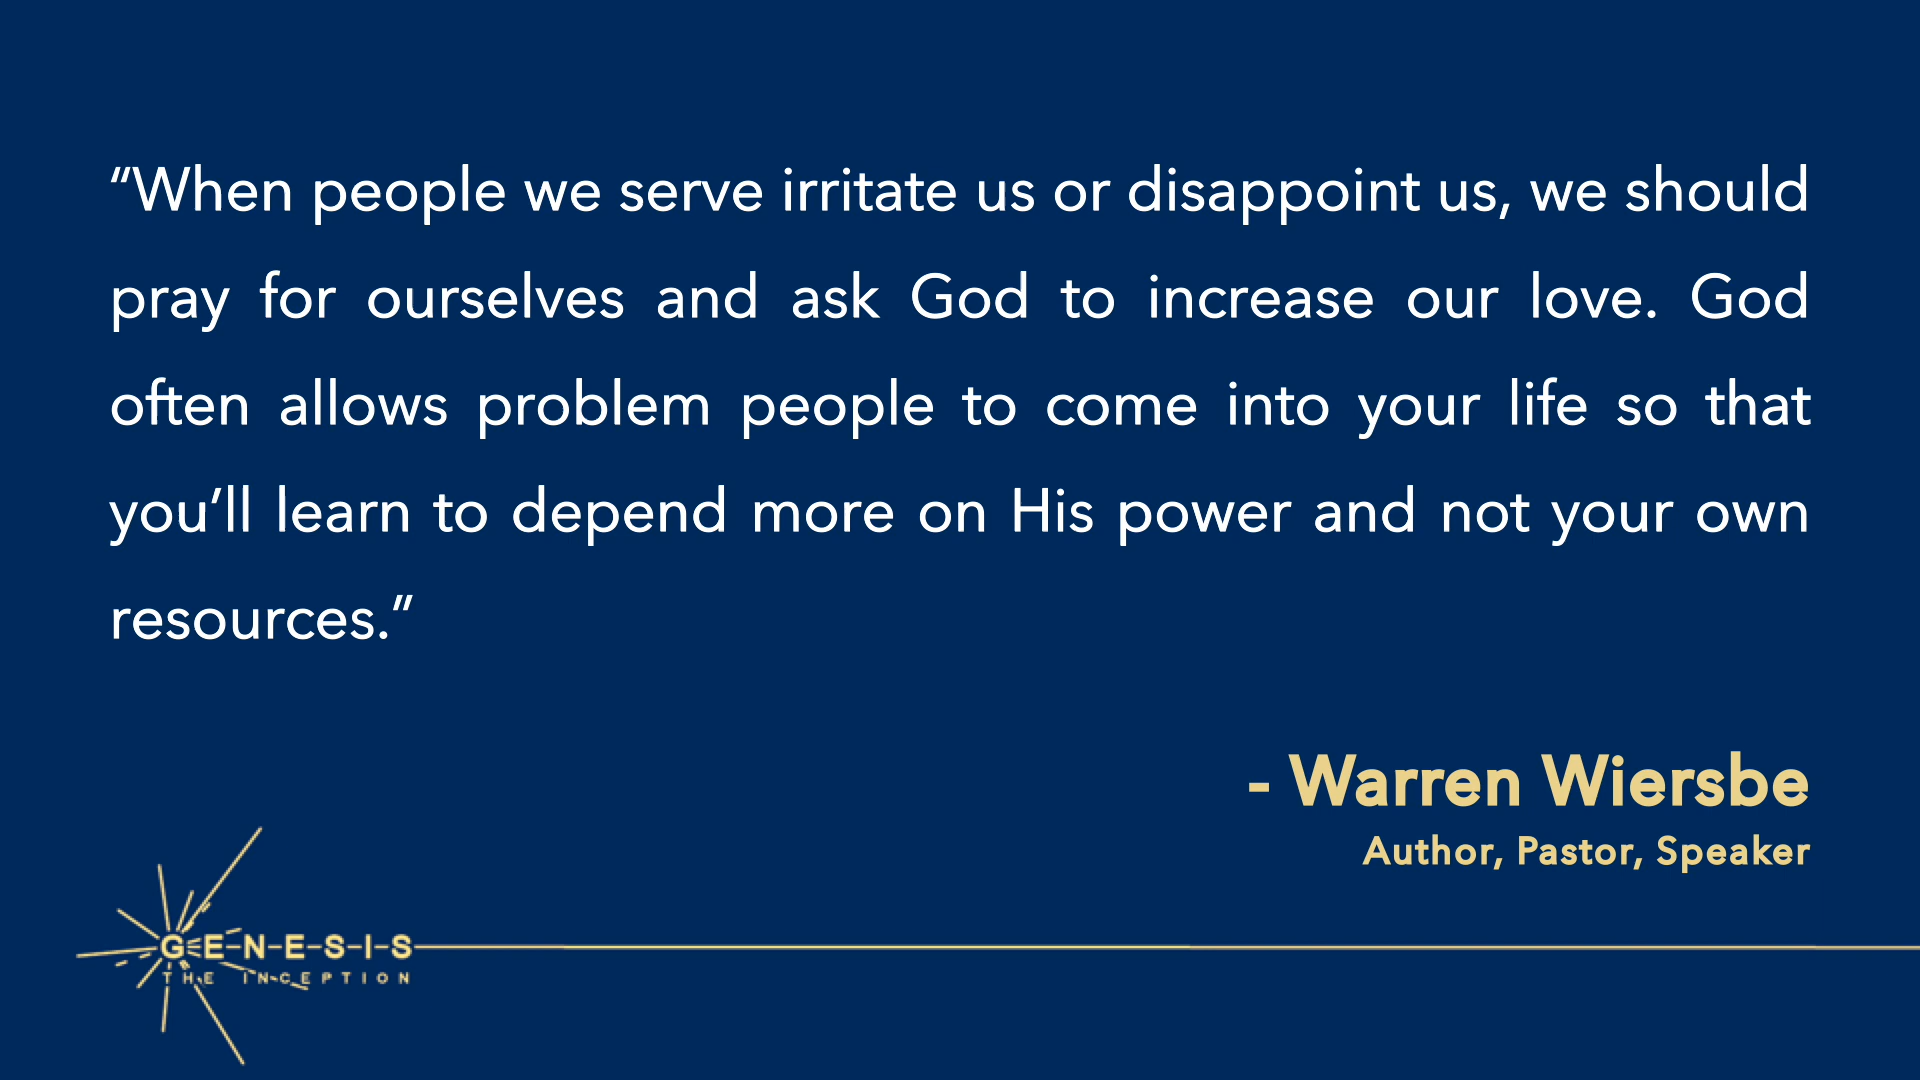 “When people we serve irritate us or disappoint us, we should
pray for ourselves and ask God to increase our love. God
often allows problem people to come into your life so that
you’ll learn to depend more on His power and not your own
resources.”
- Warren Wiersbe
Author, Pastor, Speaker
G-E-N-E-S-I-S
THE INCEPTION